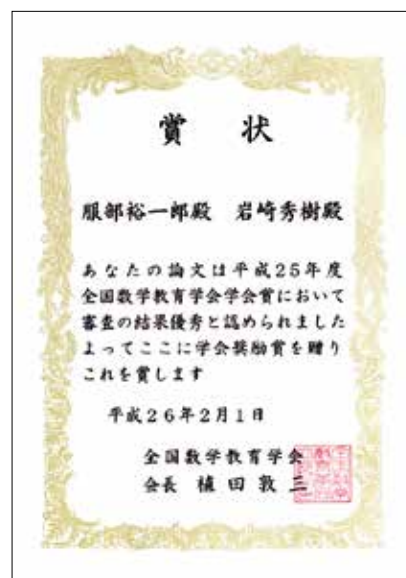 賞 状
服部裕一郎殿 岩崎秀樹殿
あなたの論文は平成25年度
全国数学教育学会学会賞において
審査の結果優秀と認められました
よってここに学会奨励賞を贈り
これを賞します
平成26年2月1日
全国数学教育学会
会長 植田敦三